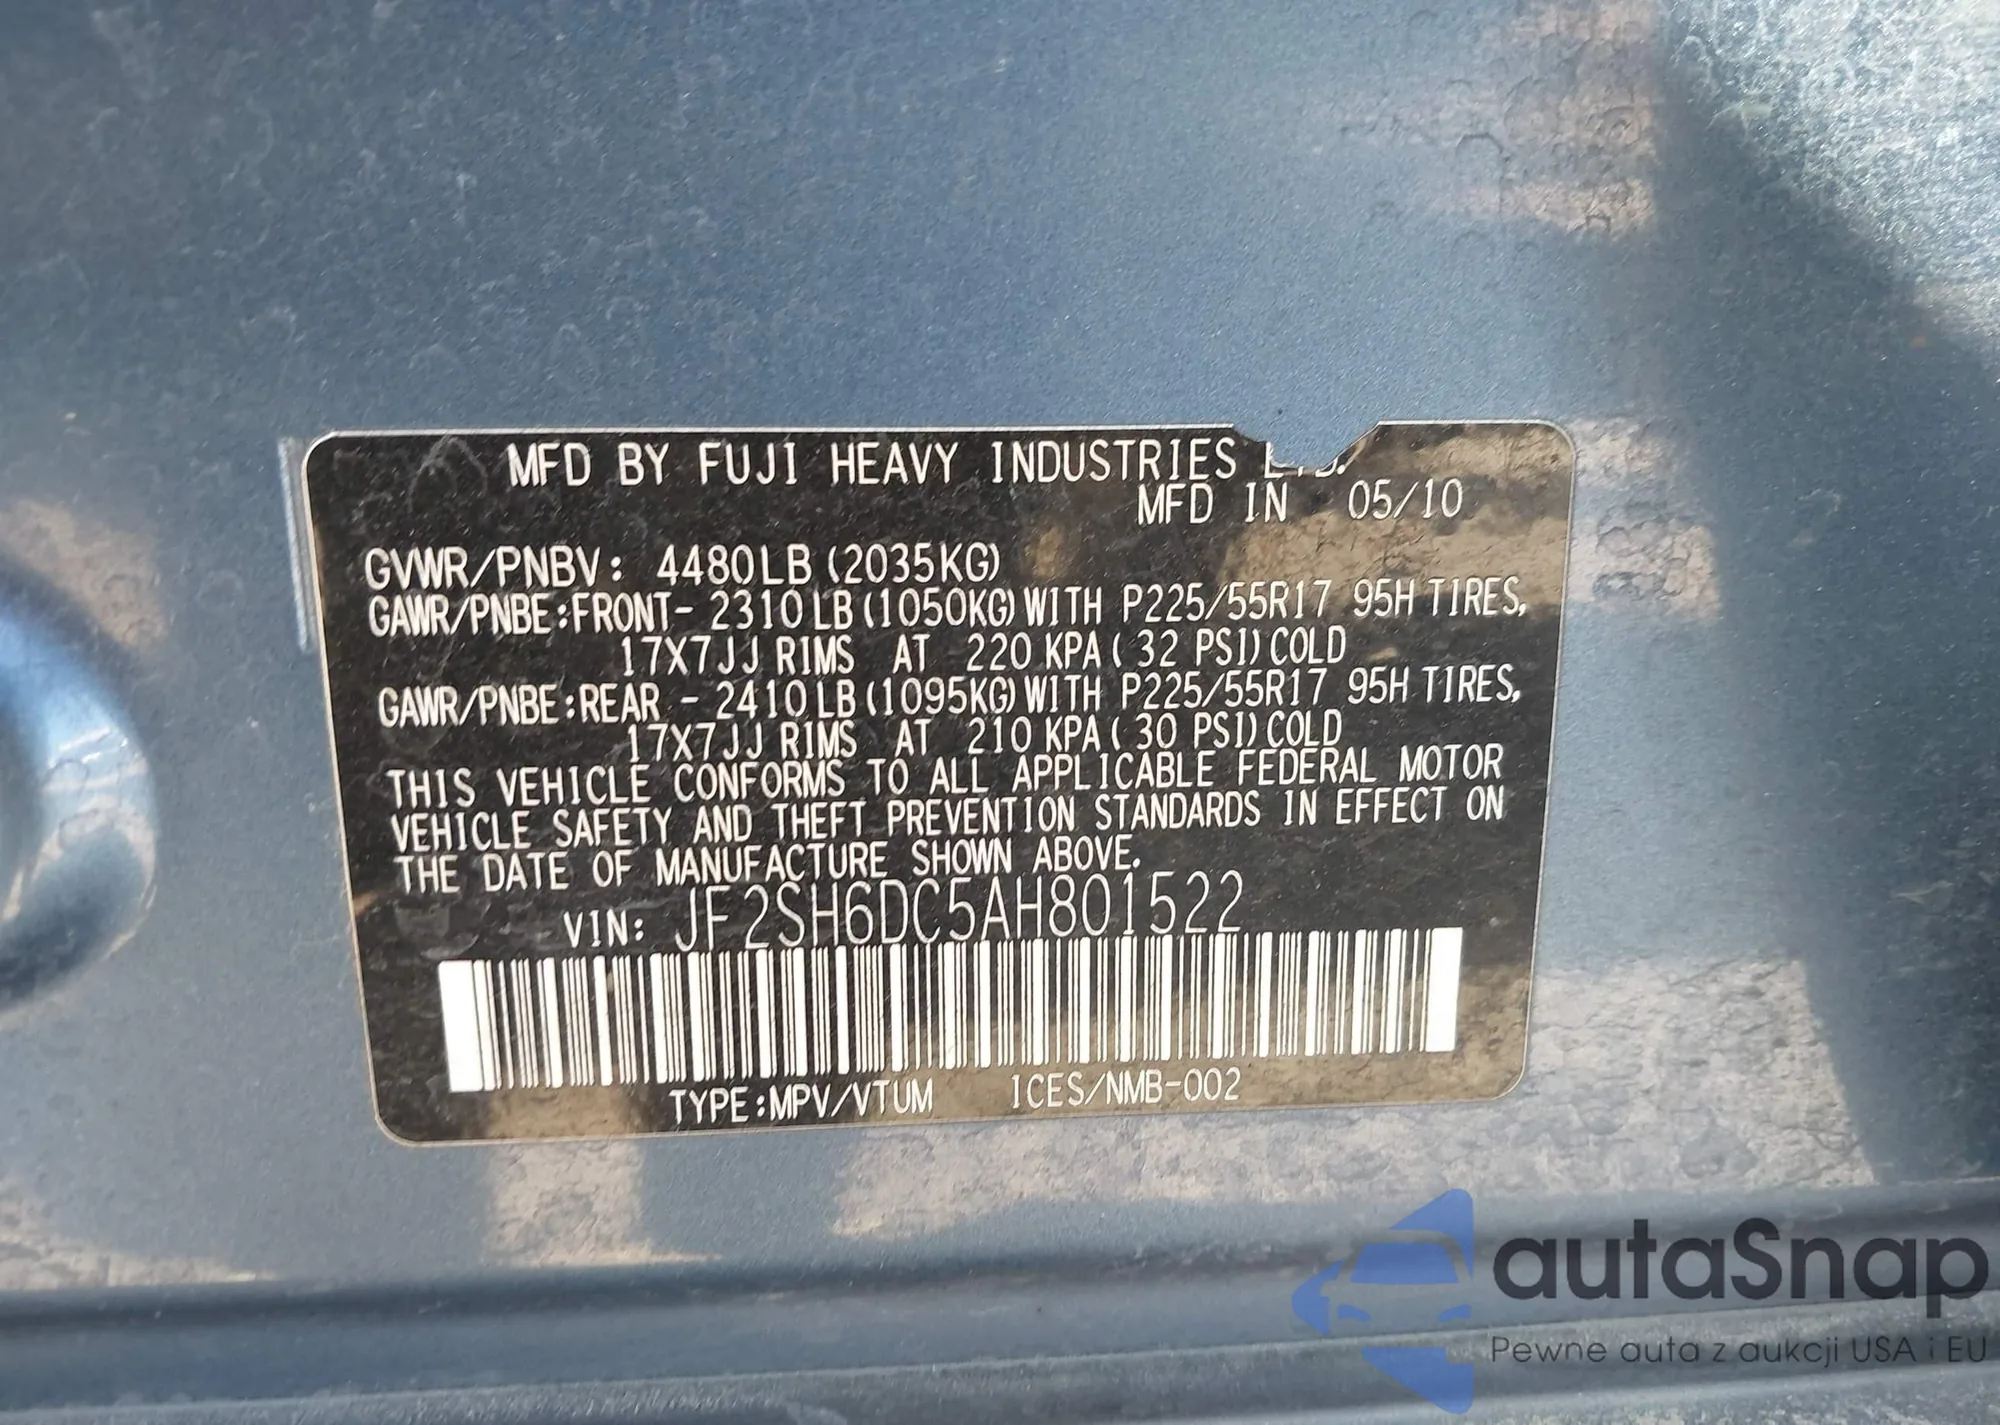 MFD BY FUJI HEAVY INDUSTRIES LTD.
MFD IN 05/10
GVWR/PNBV: 4480LB (2035KG)
GAWR/PNBE:FRONT- 2310LB(1050KG)WITH P225/55R17 95H TIRES,
17X7JJ RIMS AT 220 KPA(32 PSI)COLD
GAWR/PNBE:REAR - 2410LB(1095KG)WITH P225/55R17 95H TIRES,
17X7JJ RIMS AT 210 KPA(30 PSI)COLD
THIS VEHICLE CONFORMS TO ALL APPLICABLE FEDERAL MOTOR
VEHICLE SAFETY AND THEFT PREVENTION STANDARDS IN EFFECT ON
THE DATE OF MANUFACTURE SHOWN ABOVE.
VIN: JF2SH6DC5AH801522
TYPE:MPV/VTUM ICES/NMB-002
autaSnap
Pewne auta z aukcji USA i EU